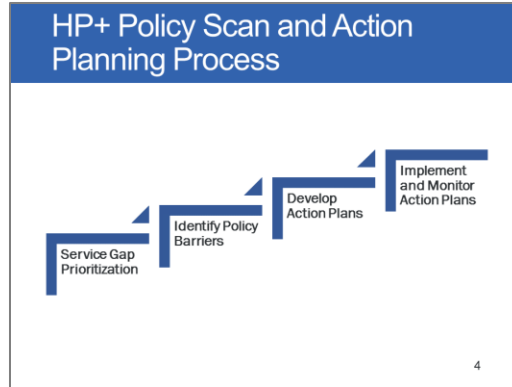 HP+ Policy Scan and Action
Planning Process
Service Gap
Prioritization
Identify Policy
Barriers
Develop
Action Plans
Implement
and Monitor
Action Plans
4